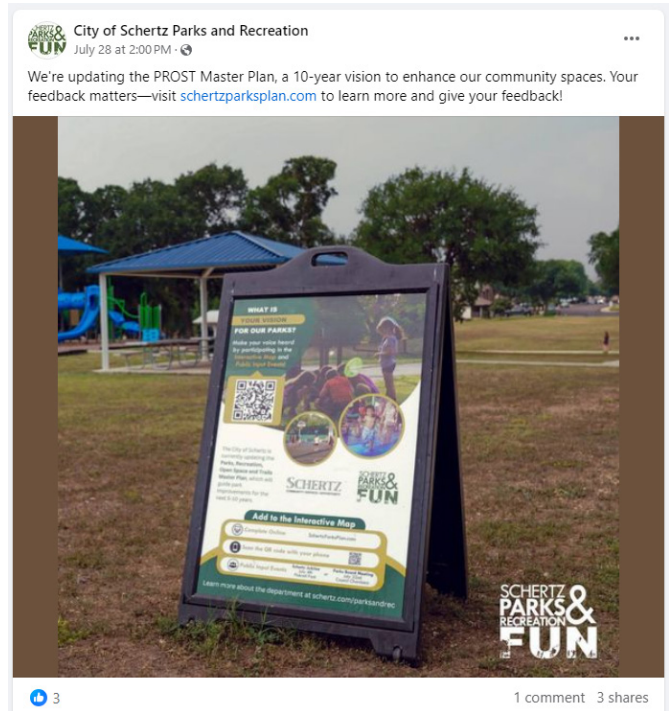 City of Schertz Parks and Recreation
July 28 at 2:00 PM ·
We're updating the PROST Master Plan, a 10-year vision to enhance our community spaces. Your
feedback matters—visit schertzparksplan.com to learn more and give your feedback!
WHAT IS
YOUR VISION
FOR OUR PARKS?
Make your voice heard
by participating in the
Interactive Map and
Public Input Events!
The City of Schertz is
currently updating the
Parks, Recreation,
Open Space and Trails
Master Plan, which will
guide park
improvements for the
next 5-10 years.
SCHERTZ
SCHERTZ
PARKS&
RECREATION
FUN
Add to the Interactive Map
Complete Online
SchertzParksPlan.com
Scan the QR code with your phone
Public Input Events
Learn more about the department at schertz.com/parksandrec
SCHERTZ
PARKS&
RECREATION
FUN
3
1 comment 3 shares